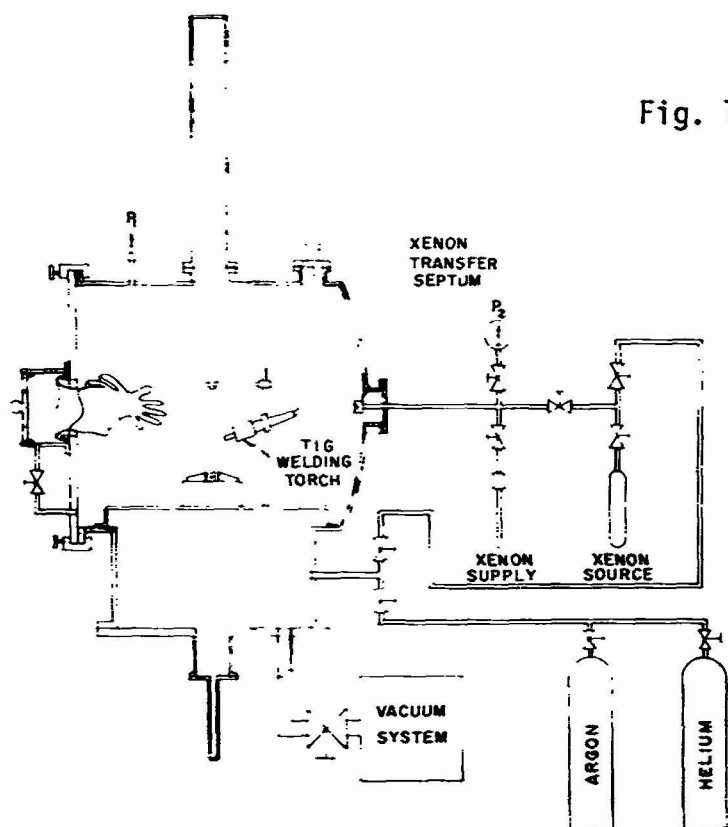 Fig.
XENON
TRANSFER
SEPTUM
P2
TIG
WELDING
TORCH
XENON
SUPPLY
XENON
SOURCE
VACUUM
SYSTEM
ARGON
HELIUM